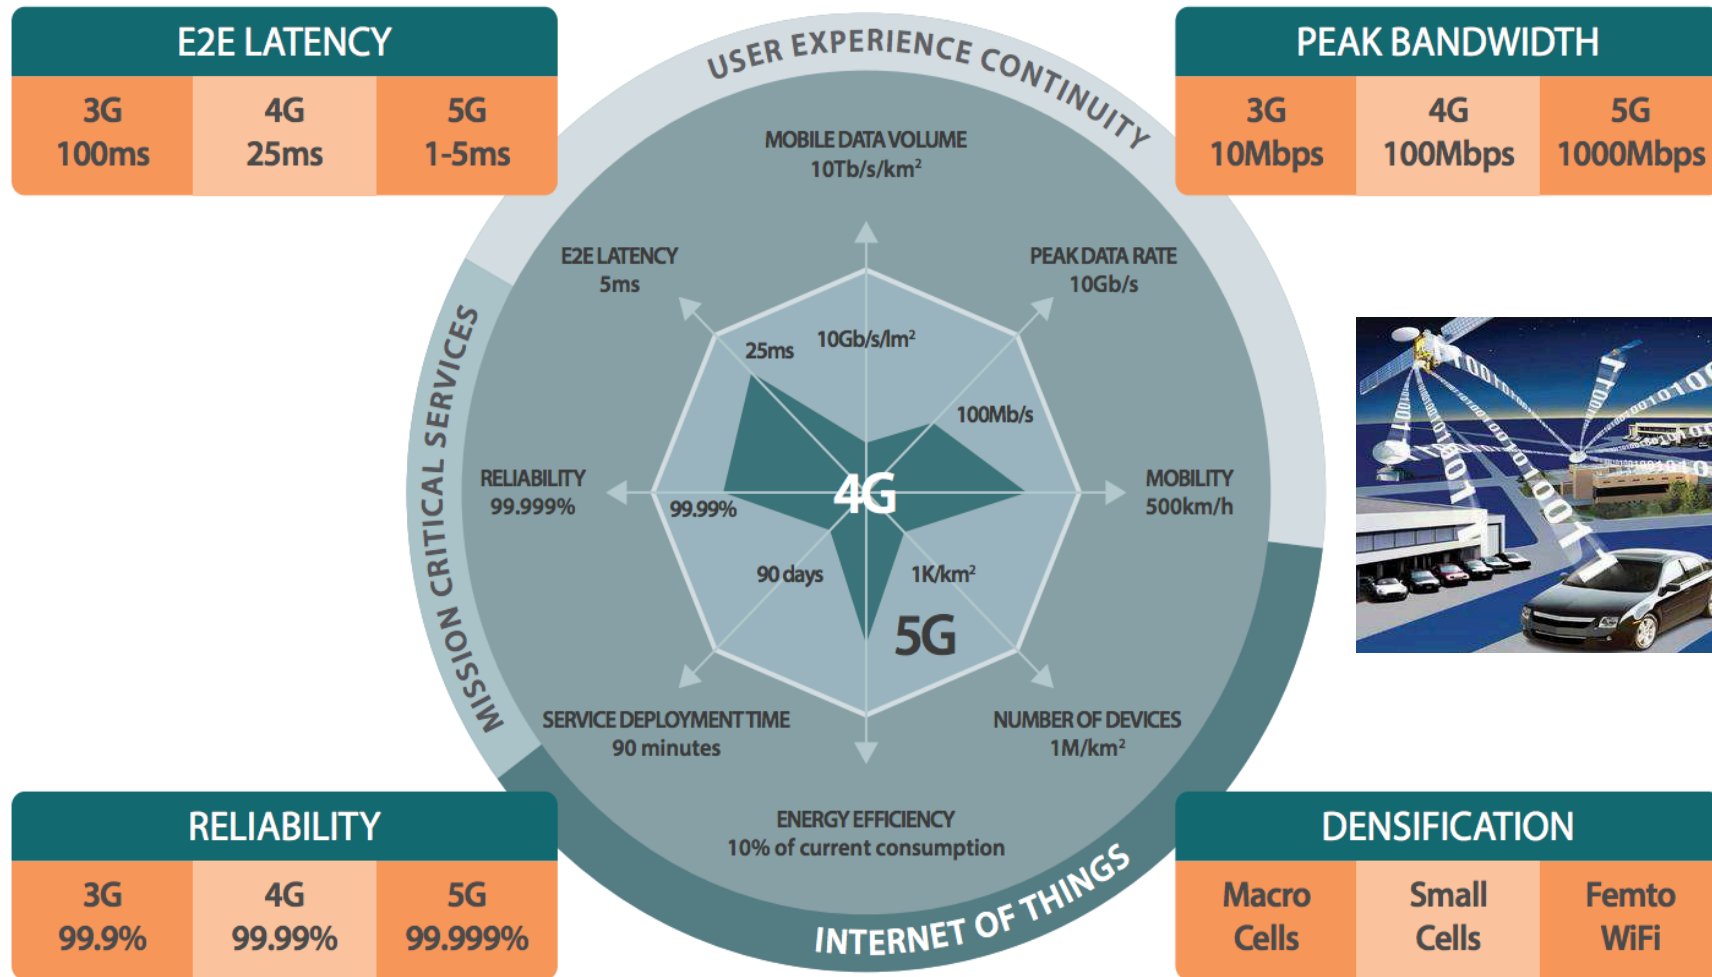 E2E LATENCY
3G 4G 5G
100ms 25ms 1-5ms
PEAK BANDWIDTH
3G 4G 5G
10Mbps 100Mbps 1000Mbps
USER EXPERIENCE CONTINUITY
MISSION CRITICAL SERVICES
INTERNET OF THINGS
MOBILE DATA VOLUME
10Tb/s/km²
E2E LATENCY
5ms
PEAK DATA RATE
10Gb/s
25ms
10Gb/s/lm²
100Mb/s
RELIABILITY
99.999%
99.99%
4G
MOBILITY
500km/h
90 days
1K/km²
5G
SERVICE DEPLOYMENT TIME
90 minutes
NUMBER OF DEVICES
1M/km²
ENERGY EFFICIENCY
10% of current consumption
RELIABILITY
3G 4G 5G
99.9% 99.99% 99.999%
DENSIFICATION
Macro Small Femto
Cells Cells WiFi